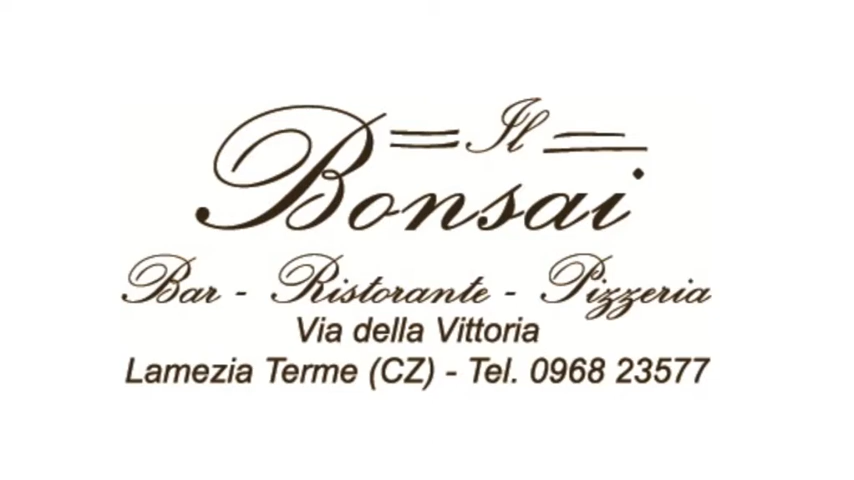 Il
Bonsai
Bar - Ristorante - Pizzeria
Via della Vittoria
Lamezia Terme (CZ) - Tel. 0968 23577